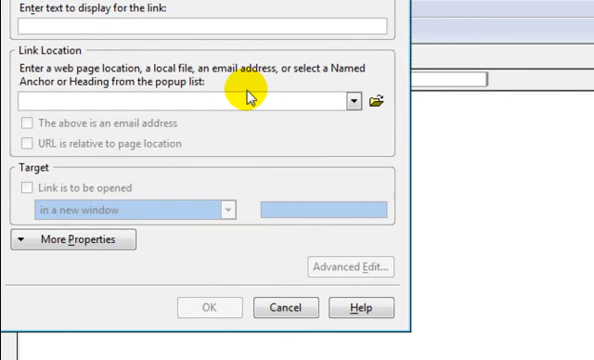 Enter text to display for the link:
Link Location
Enter a web page location, a local file, an email address, or select a Named
Anchor or Heading from the popup list:
The above is an email address
URL is relative to page location
Target
Link is to be opened
in a new window
More Properties
Advanced Edit...
OK Cancel Help